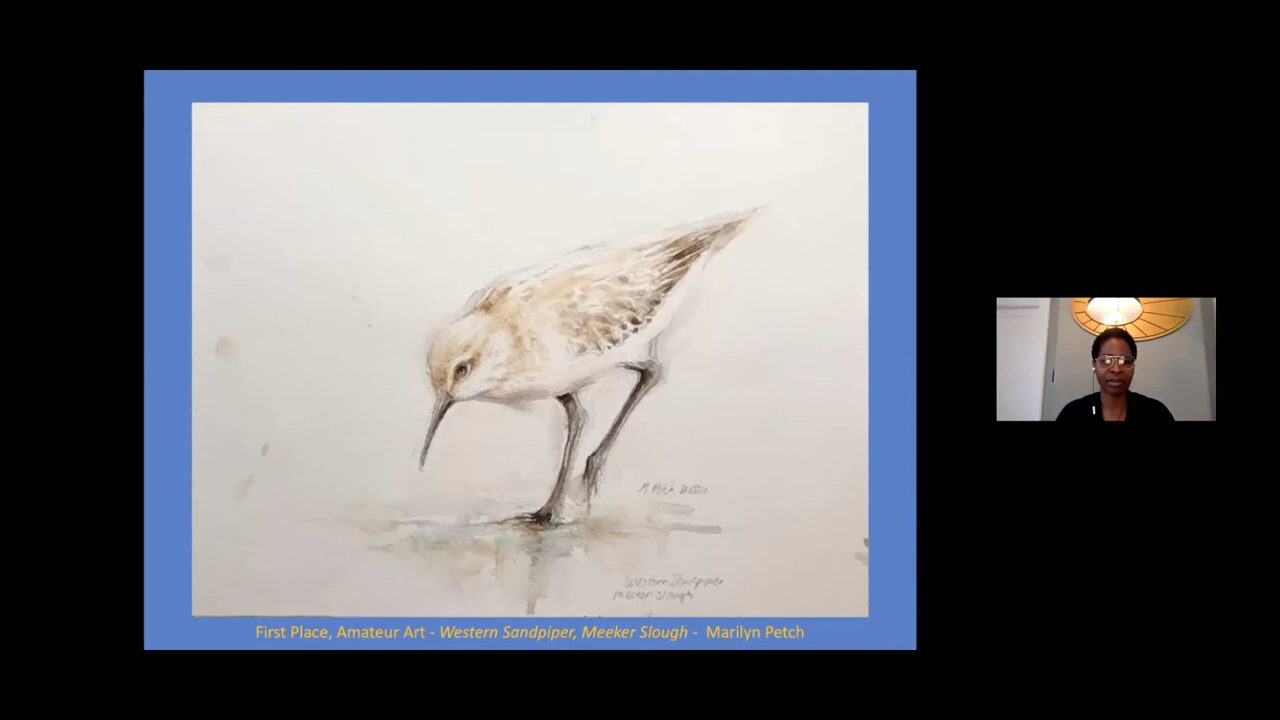 M Petch 2020
Western Sandpiper
Meeker Slough
First Place, Amateur Art - Western Sandpiper, Meeker Slough - Marilyn Petch